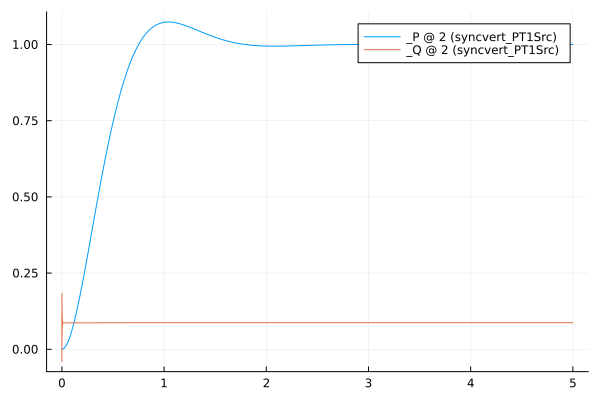 1.00
0.75
0.50
0.25
0.00
_P @ 2 (syncvert_PT1Src)
_Q @ 2 (syncvert_PT1Src)
0 1 2 3 4 5